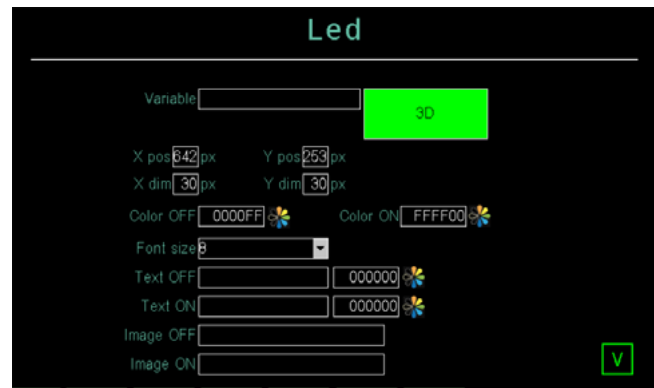 Led
Variable 3D
X pos 642 px Y pos 253 px
X dim 30 px Y dim 30 px
Color OFF 0000FF Color ON FFFF00
Font size 8
Text OFF 000000
Text ON 000000
Image OFF
Image ON V